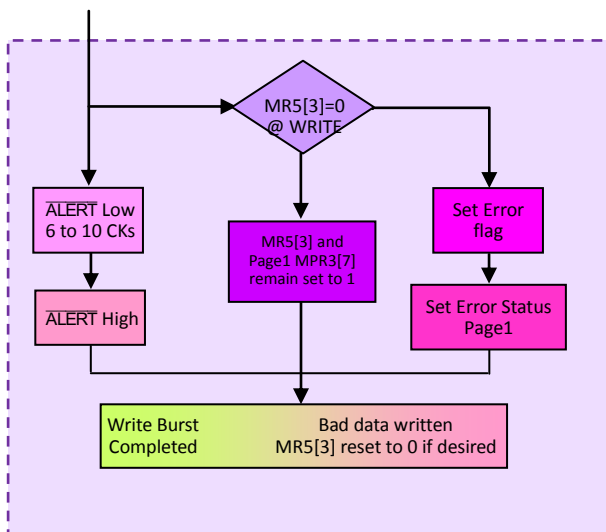 MR5[3]=0
@ WRITE
A̅L̅E̅R̅T̅ Low
6 to 10 CKs
MR5[3] and
Page1 MPR3[7]
remain set to 1
Set Error
flag
A̅L̅E̅R̅T̅ High
Set Error Status
Page1
Write Burst
Completed
Bad data written
MR5[3] reset to 0 if desired